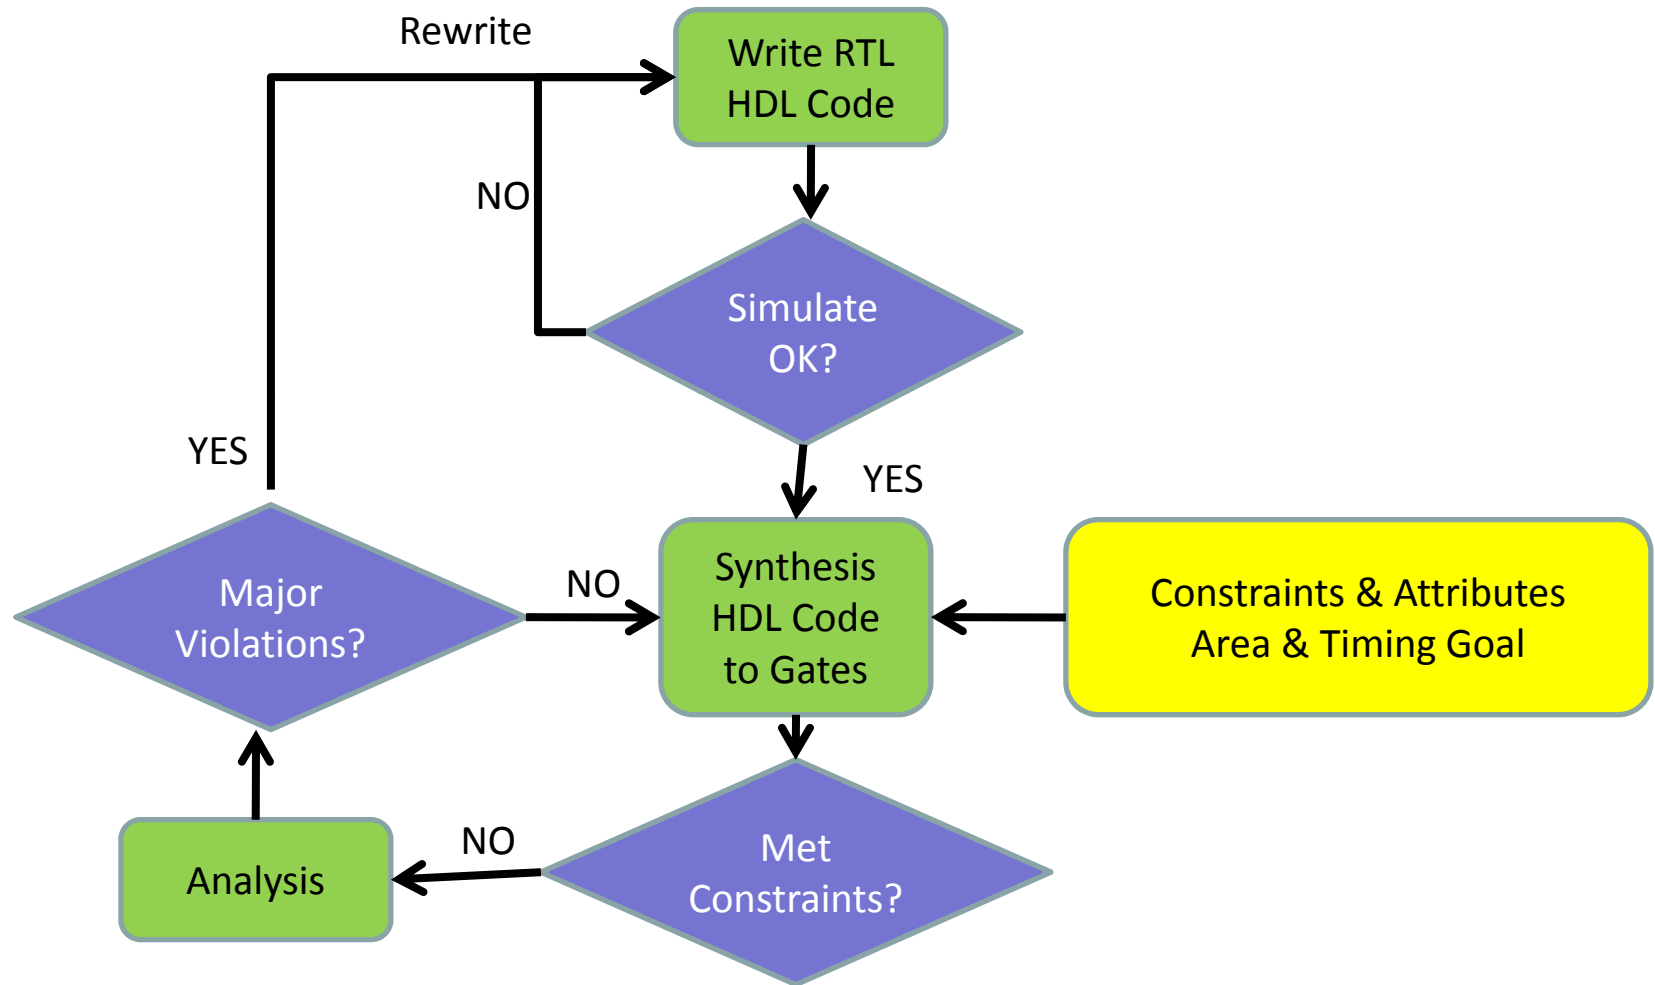 Rewrite
Write RTL
HDL Code
NO
Simulate
OK?
YES
YES
Major
Violations?
NO
Synthesis
HDL Code
to Gates
Constraints & Attributes
Area & Timing Goal
Analysis
NO
Met
Constraints?